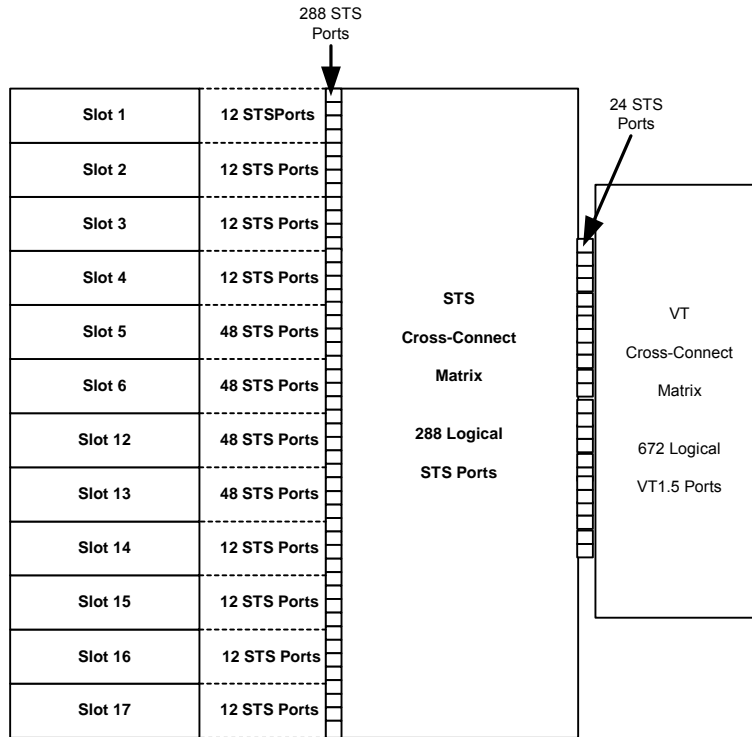 288 STS
Ports
24 STS
Ports
Slot 1 12 STSPorts
Slot 2 12 STS Ports
Slot 3 12 STS Ports
Slot 4 12 STS Ports
Slot 5 48 STS Ports
Slot 6 48 STS Ports
Slot 12 48 STS Ports
Slot 13 48 STS Ports
Slot 14 12 STS Ports
Slot 15 12 STS Ports
Slot 16 12 STS Ports
Slot 17 12 STS Ports
STS
Cross-Connect
Matrix
288 Logical
STS Ports
VT
Cross-Connect
Matrix
672 Logical
VT1.5 Ports